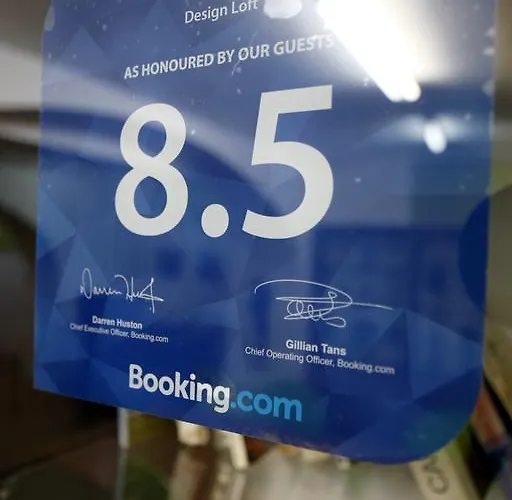 Design Loft
AS HONOURED BY OUR GUESTS
8.5
Darren Huston
Chief Executive Officer, Booking.com
Gillian Tans
Chief Operating Officer, Booking.com
Booking.com